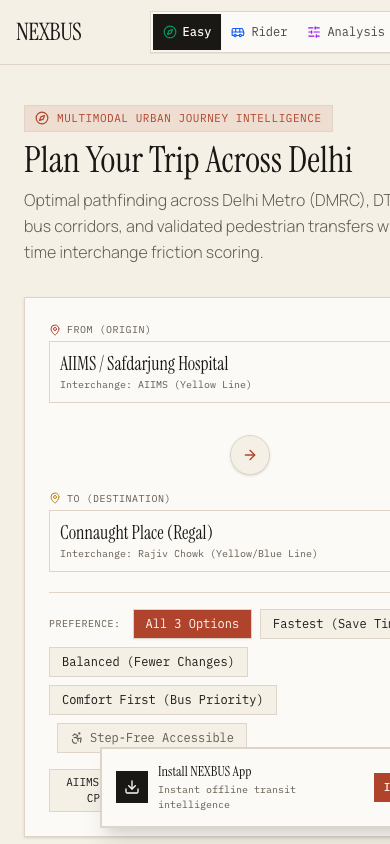 NEXBUS
Easy
Rider
Analysis
MULTIMODAL URBAN JOURNEY INTELLIGENCE
Plan Your Trip Across Delhi
Optimal pathfinding across Delhi Metro (DMRC), DT
bus corridors, and validated pedestrian transfers w
time interchange friction scoring.
FROM (ORIGIN)
AIIMS / Safdarjung Hospital
Interchange: AIIMS (Yellow Line)
TO (DESTINATION)
Connaught Place (Regal)
Interchange: Rajiv Chowk (Yellow/Blue Line)
PREFERENCE:
All 3 Options
Fastest (Save Ti
Balanced (Fewer Changes)
Comfort First (Bus Priority)
Step-Free Accessible
AIIMS
CP
Install NEXBUS App
Instant offline transit
intelligence